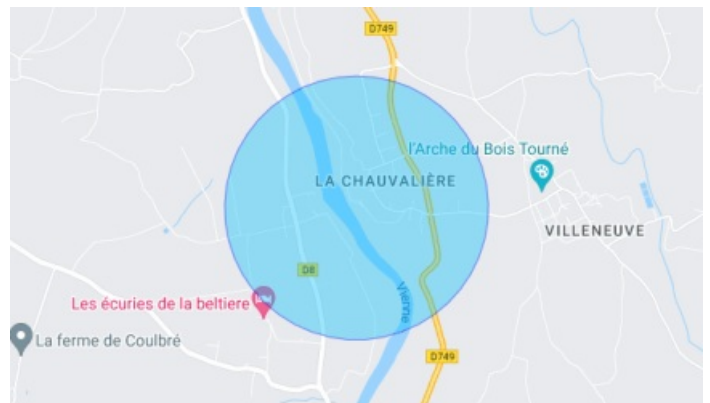 D749
l'Arche du Bois Tourné
LA CHAUVALIÈRE
VILLENEUVE
D8
Vienne
Les écuries de la beltiere
La ferme de Coulbré
D749